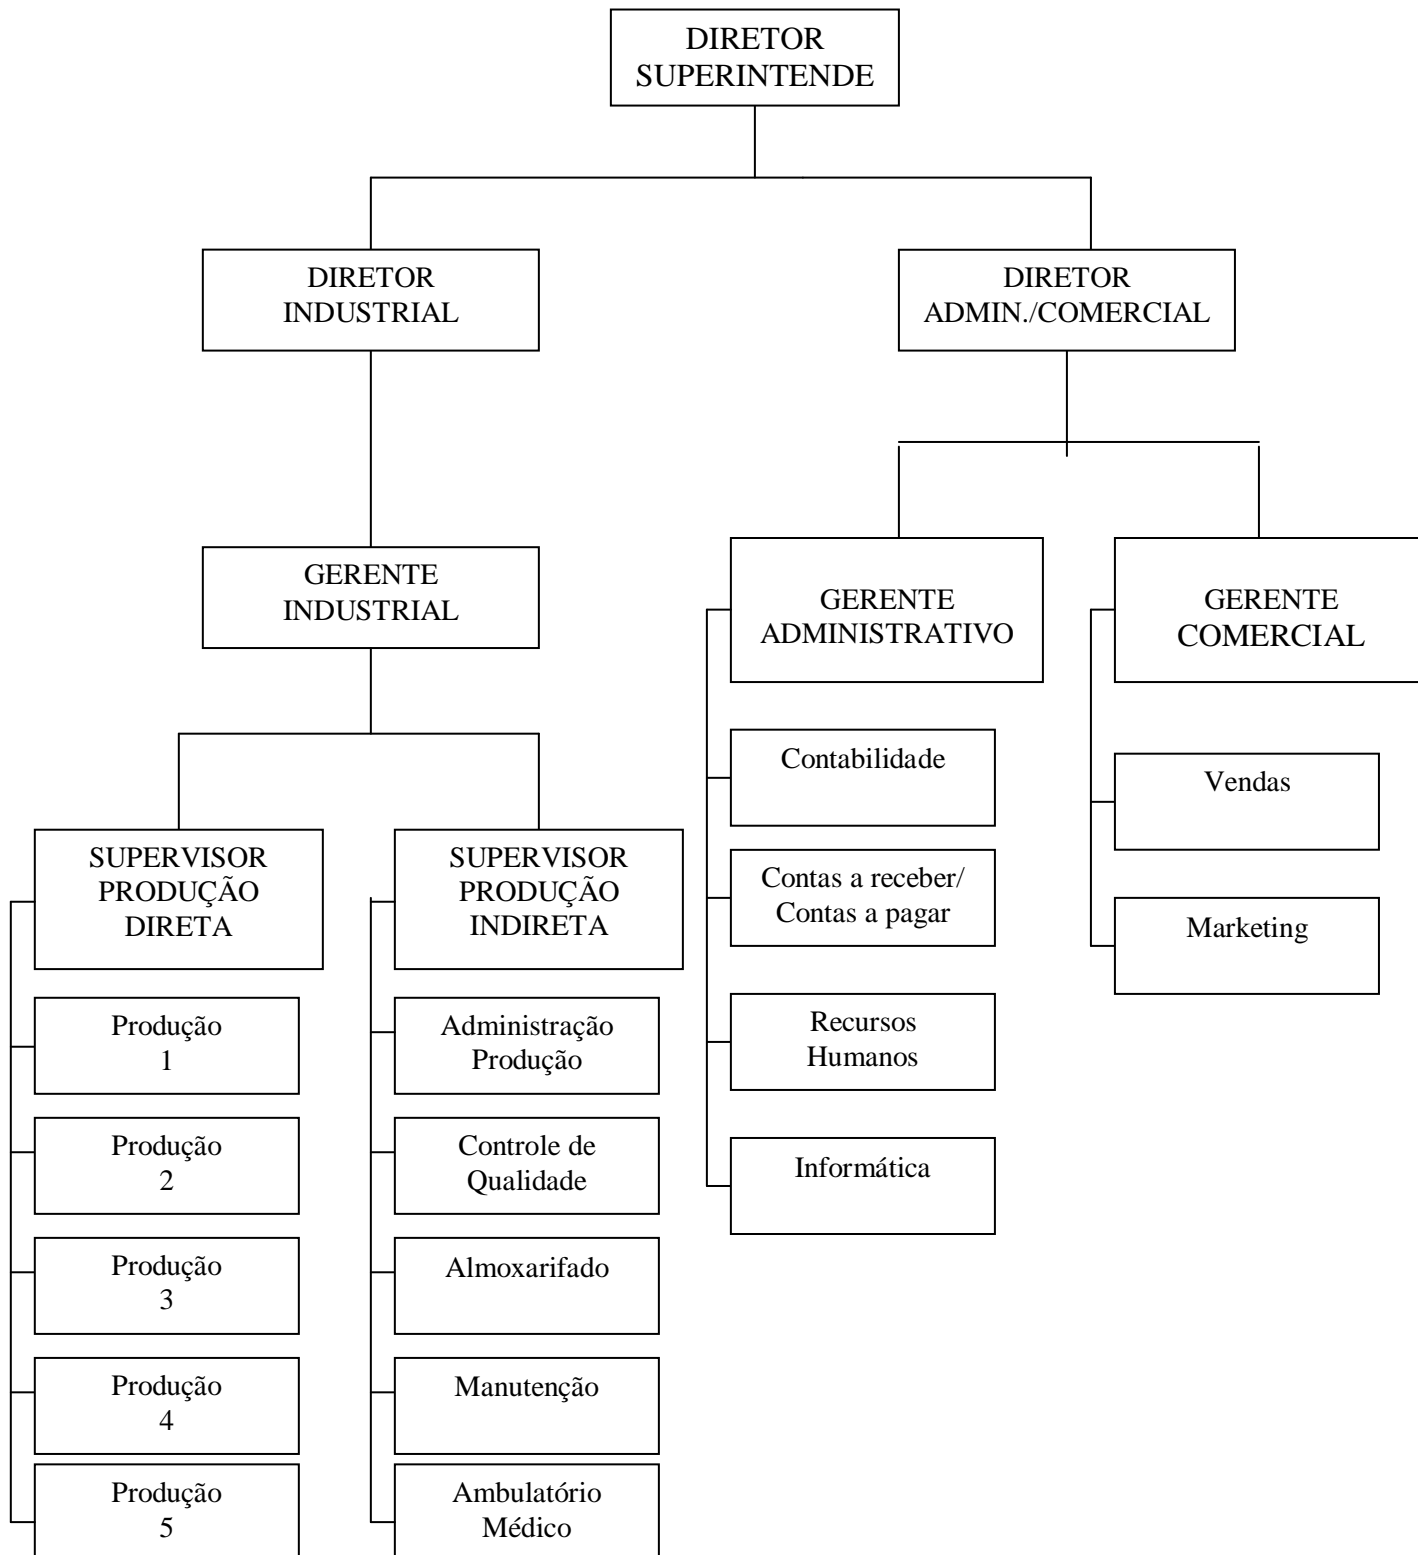 DIRETOR
SUPERINTENDE
DIRETOR
INDUSTRIAL
DIRETOR
ADMIN./COMERCIAL
GERENTE
INDUSTRIAL
GERENTE
ADMINISTRATIVO
GERENTE
COMERCIAL
SUPERVISOR
PRODUÇÃO
DIRETA
SUPERVISOR
PRODUÇÃO
INDIRETA
Contabilidade
Contas a receber/
Contas a pagar
Recursos
Humanos
Informática
Vendas
Marketing
Produção
1
Produção
2
Produção
3
Produção
4
Produção
5
Administração
Produção
Controle de
Qualidade
Almoxarifado
Manutenção
Ambulatório
Médico